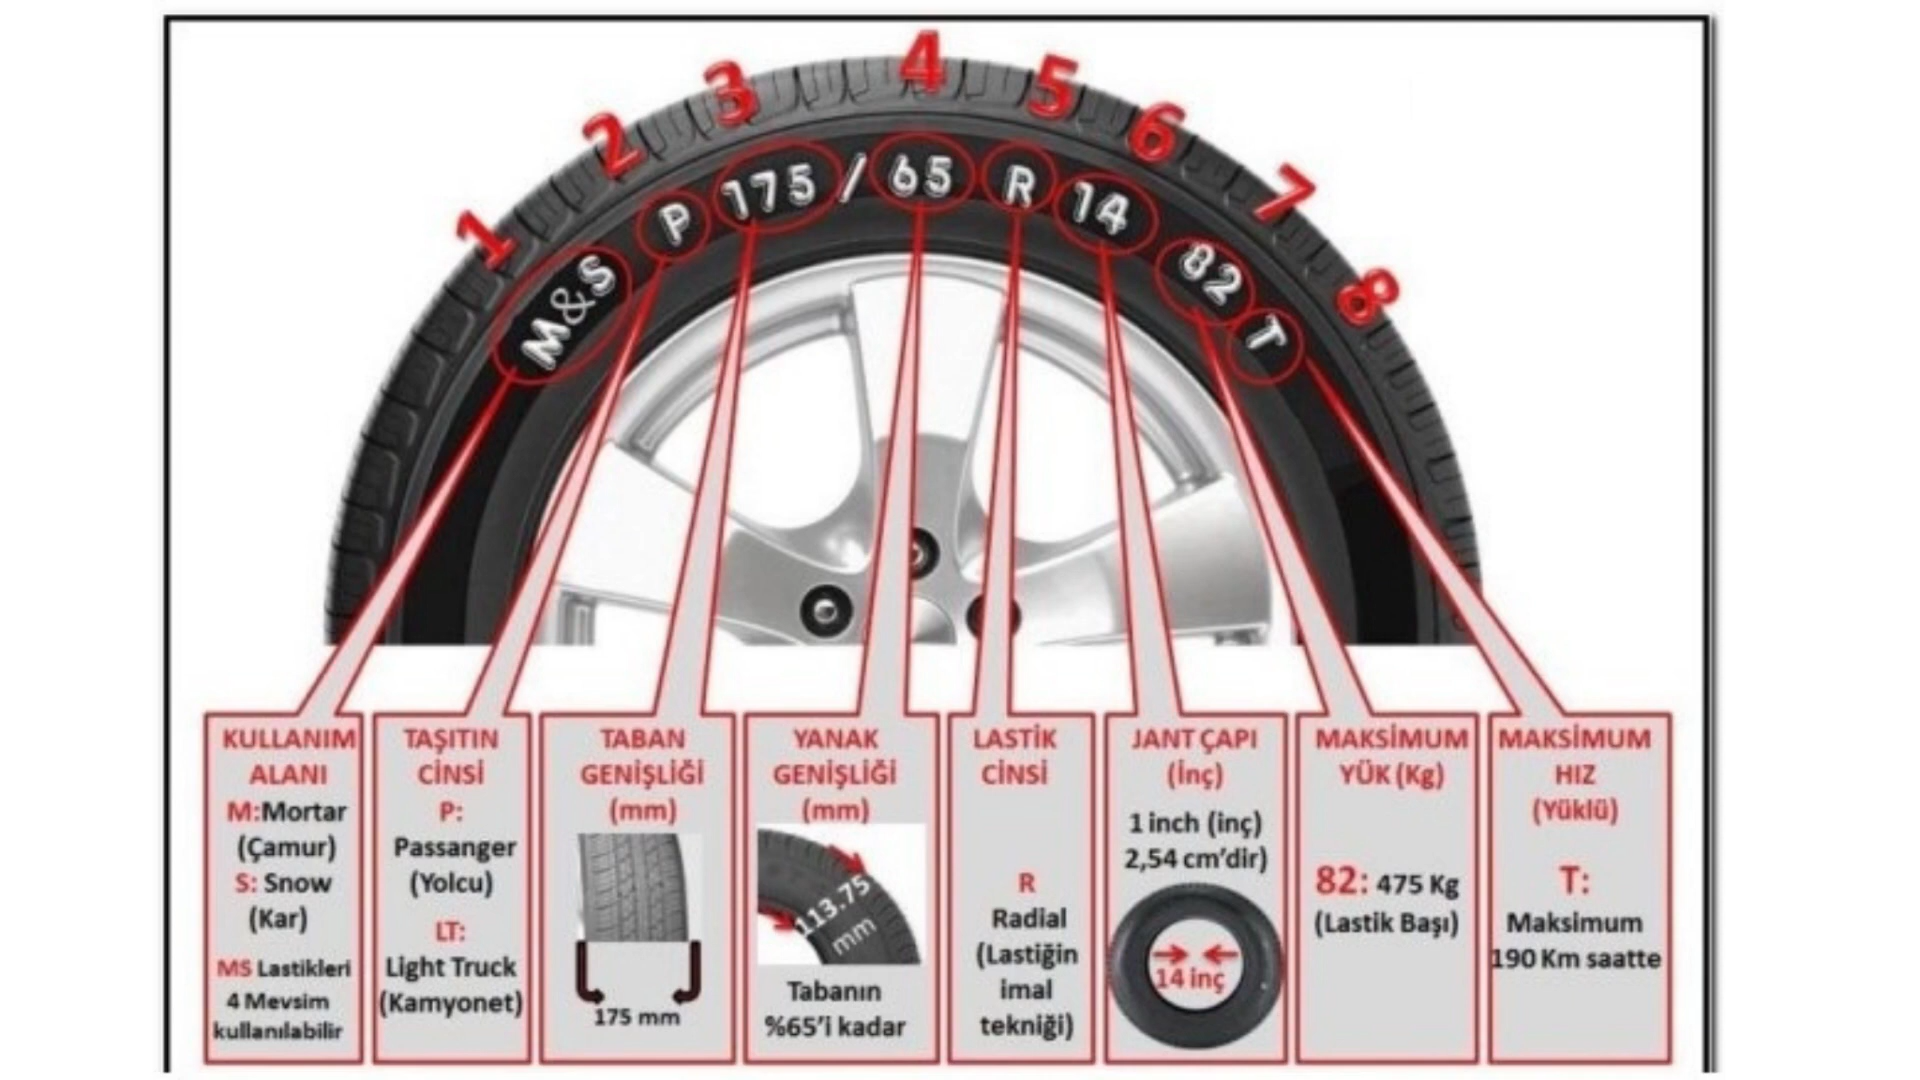 1
2
3
4
5
6
7
8
M&S
P
175 / 65
R
14
82
T
KULLANIM
ALANI
M:Mortar
(Çamur)
S: Snow
(Kar)
MS Lastikleri
4 Mevsim
kullanılabilir
TAŞITIN
CİNSİ
P:
Passanger
(Yolcu)
LT:
Light Truck
(Kamyonet)
TABAN
GENİŞLİĞİ
(mm)
175 mm
YANAK
GENİŞLİĞİ
(mm)
113.75
mm
Tabanın
%65'i kadar
LASTİK
CİNSİ
R
Radial
(Lastiğin
imal
tekniği)
JANT ÇAPI
(İnç)
1 inch (inç)
2,54 cm'dir)
14 inç
MAKSİMUM
YÜK (Kg)
82: 475 Kg
(Lastik Başı)
MAKSİMUM
HIZ
(Yüklü)
T:
Maksimum
190 Km saatte